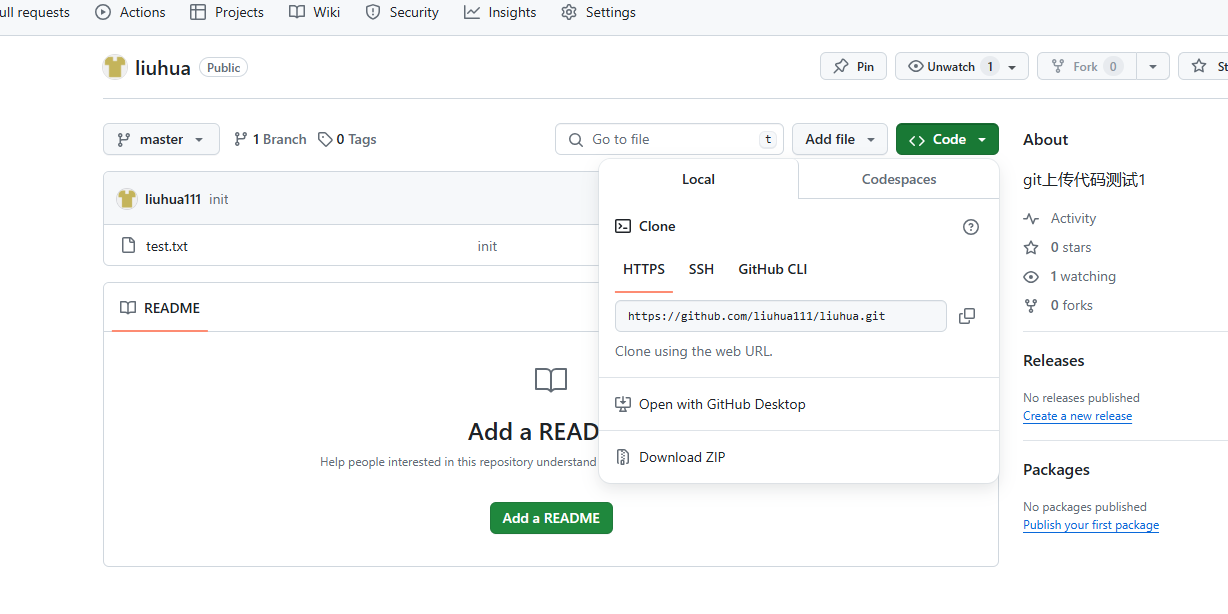 ull requests Actions Projects Wiki Security Insights Settings
liuhua Public Pin Unwatch 1 Fork 0 St
master 1 Branch 0 Tags Go to file t Add file Code About
Local Codespaces
git上传代码测试1
liuhua111 init
Clone
Activity
test.txt init
0 stars
HTTPS SSH GitHub CLI
1 watching
README
https://github.com/liuhua111/liuhua.git
0 forks
Clone using the web URL.
Releases
No releases published
Create a new release
Open with GitHub Desktop
Add a READ
Help people interested in this repository understand
Download ZIP
Packages
No packages published
Publish your first package
Add a README